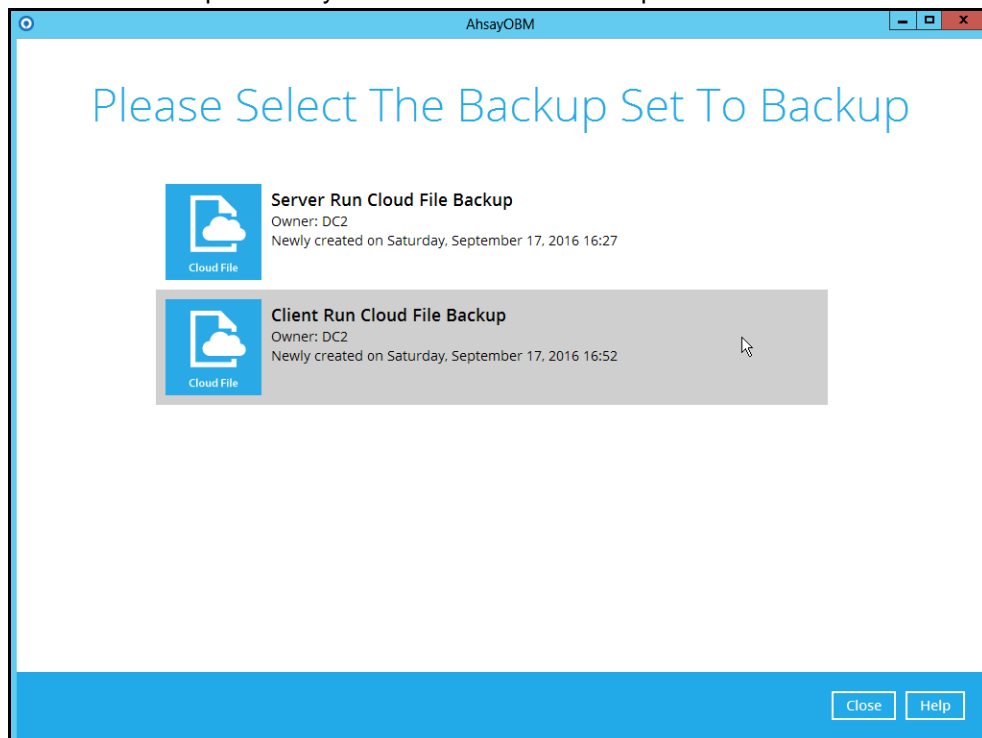 AhsayOBM
Please Select The Backup Set To Backup
Server Run Cloud File Backup
Owner: DC2
Newly created on Saturday, September 17, 2016 16:27
Cloud File
Client Run Cloud File Backup
Owner: DC2
Newly created on Saturday, September 17, 2016 16:52
Cloud File
Close Help